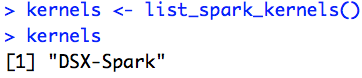 > kernels <- list_spark_kernels()
> kernels
[1] "DSX-Spark"